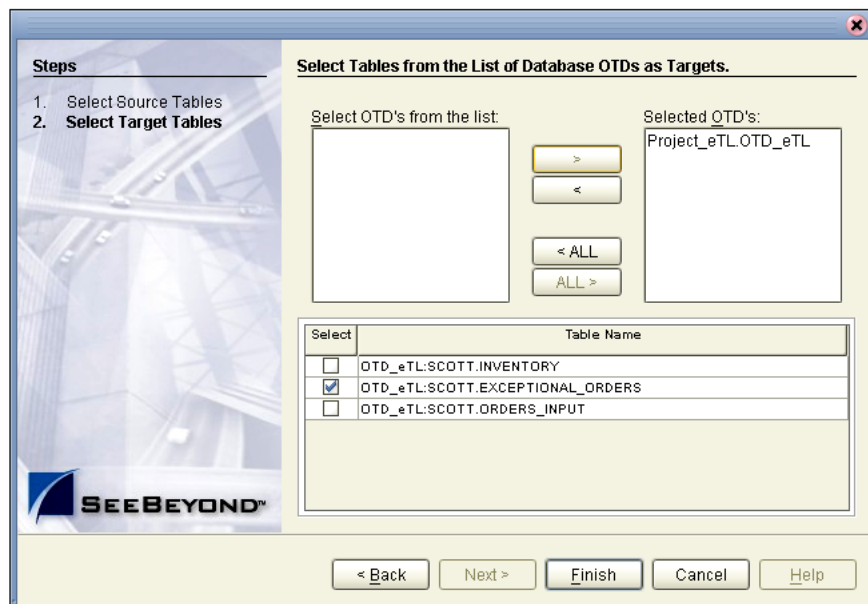 Steps
1. Select Source Tables
2. Select Target Tables
SEEBEYOND™
Select Tables from the List of Database OTDs as Targets.
Select OTD's from the list:
>
<
< ALL
ALL >
Selected OTD's:
Project_eTL.OTD_eTL
Select Table Name
OTD_eTL:SCOTT.INVENTORY
OTD_eTL:SCOTT.EXCEPTIONAL_ORDERS
OTD_eTL:SCOTT.ORDERS_INPUT
< Back Next > Finish Cancel Help